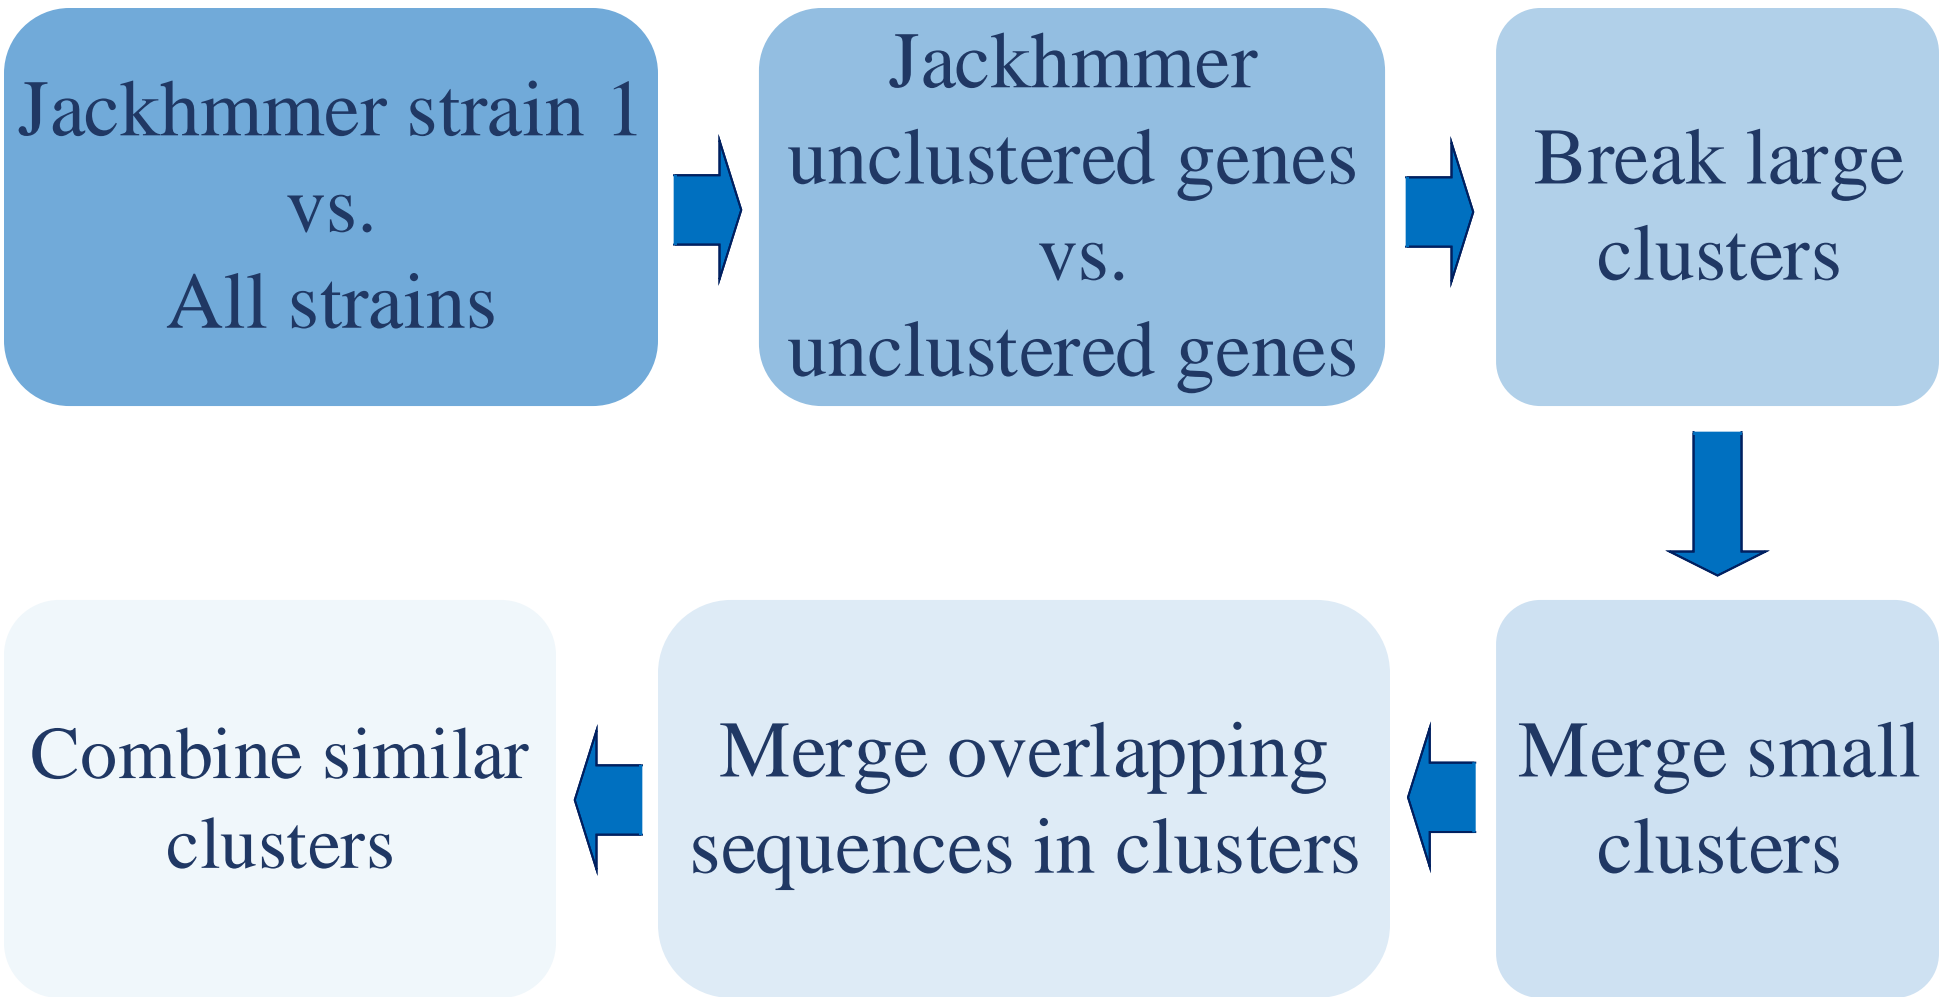 Jackhmmer strain 1
vs.
All strains
Jackhmmer
unclustered genes
vs.
unclustered genes
Break large
clusters
Merge small
clusters
Merge overlapping
sequences in clusters
Combine similar
clusters